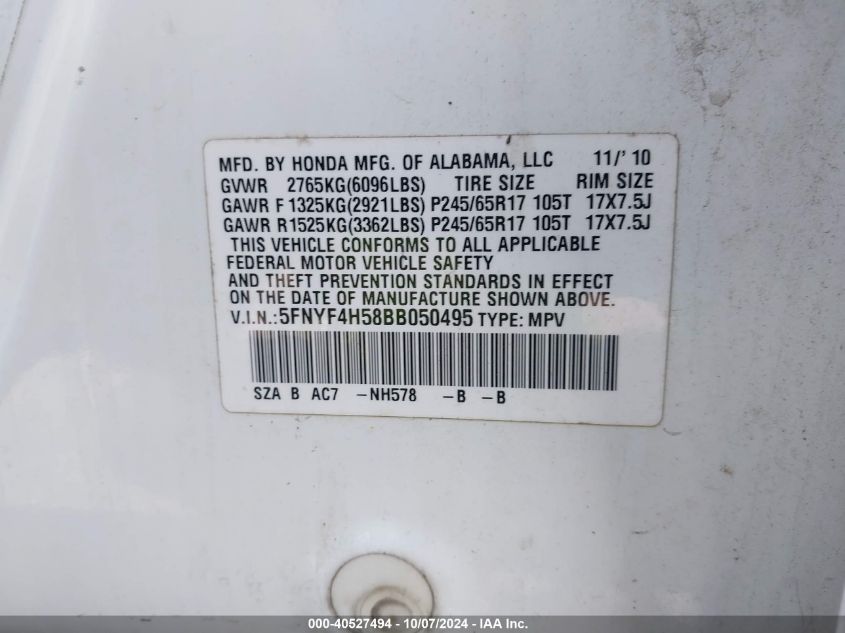 MFD. BY HONDA MFG. OF ALABAMA, LLC 11/' 10
GVWR 2765KG(6096LBS) TIRE SIZE RIM SIZE
GAWR F 1325KG(2921LBS) P245/65R17 105T 17X7.5J
GAWR R1525KG(3362LBS) P245/65R17 105T 17X7.5J
THIS VEHICLE CONFORMS TO ALL APPLICABLE
FEDERAL MOTOR VEHICLE SAFETY
AND THEFT PREVENTION STANDARDS IN EFFECT
ON THE DATE OF MANUFACTURE SHOWN ABOVE.
V.I.N.:5FNYF4H58BB050495 TYPE: MPV
SZA B AC7 -NH578 -B -B
000-40527494 - 10/07/2024 - IAA Inc.